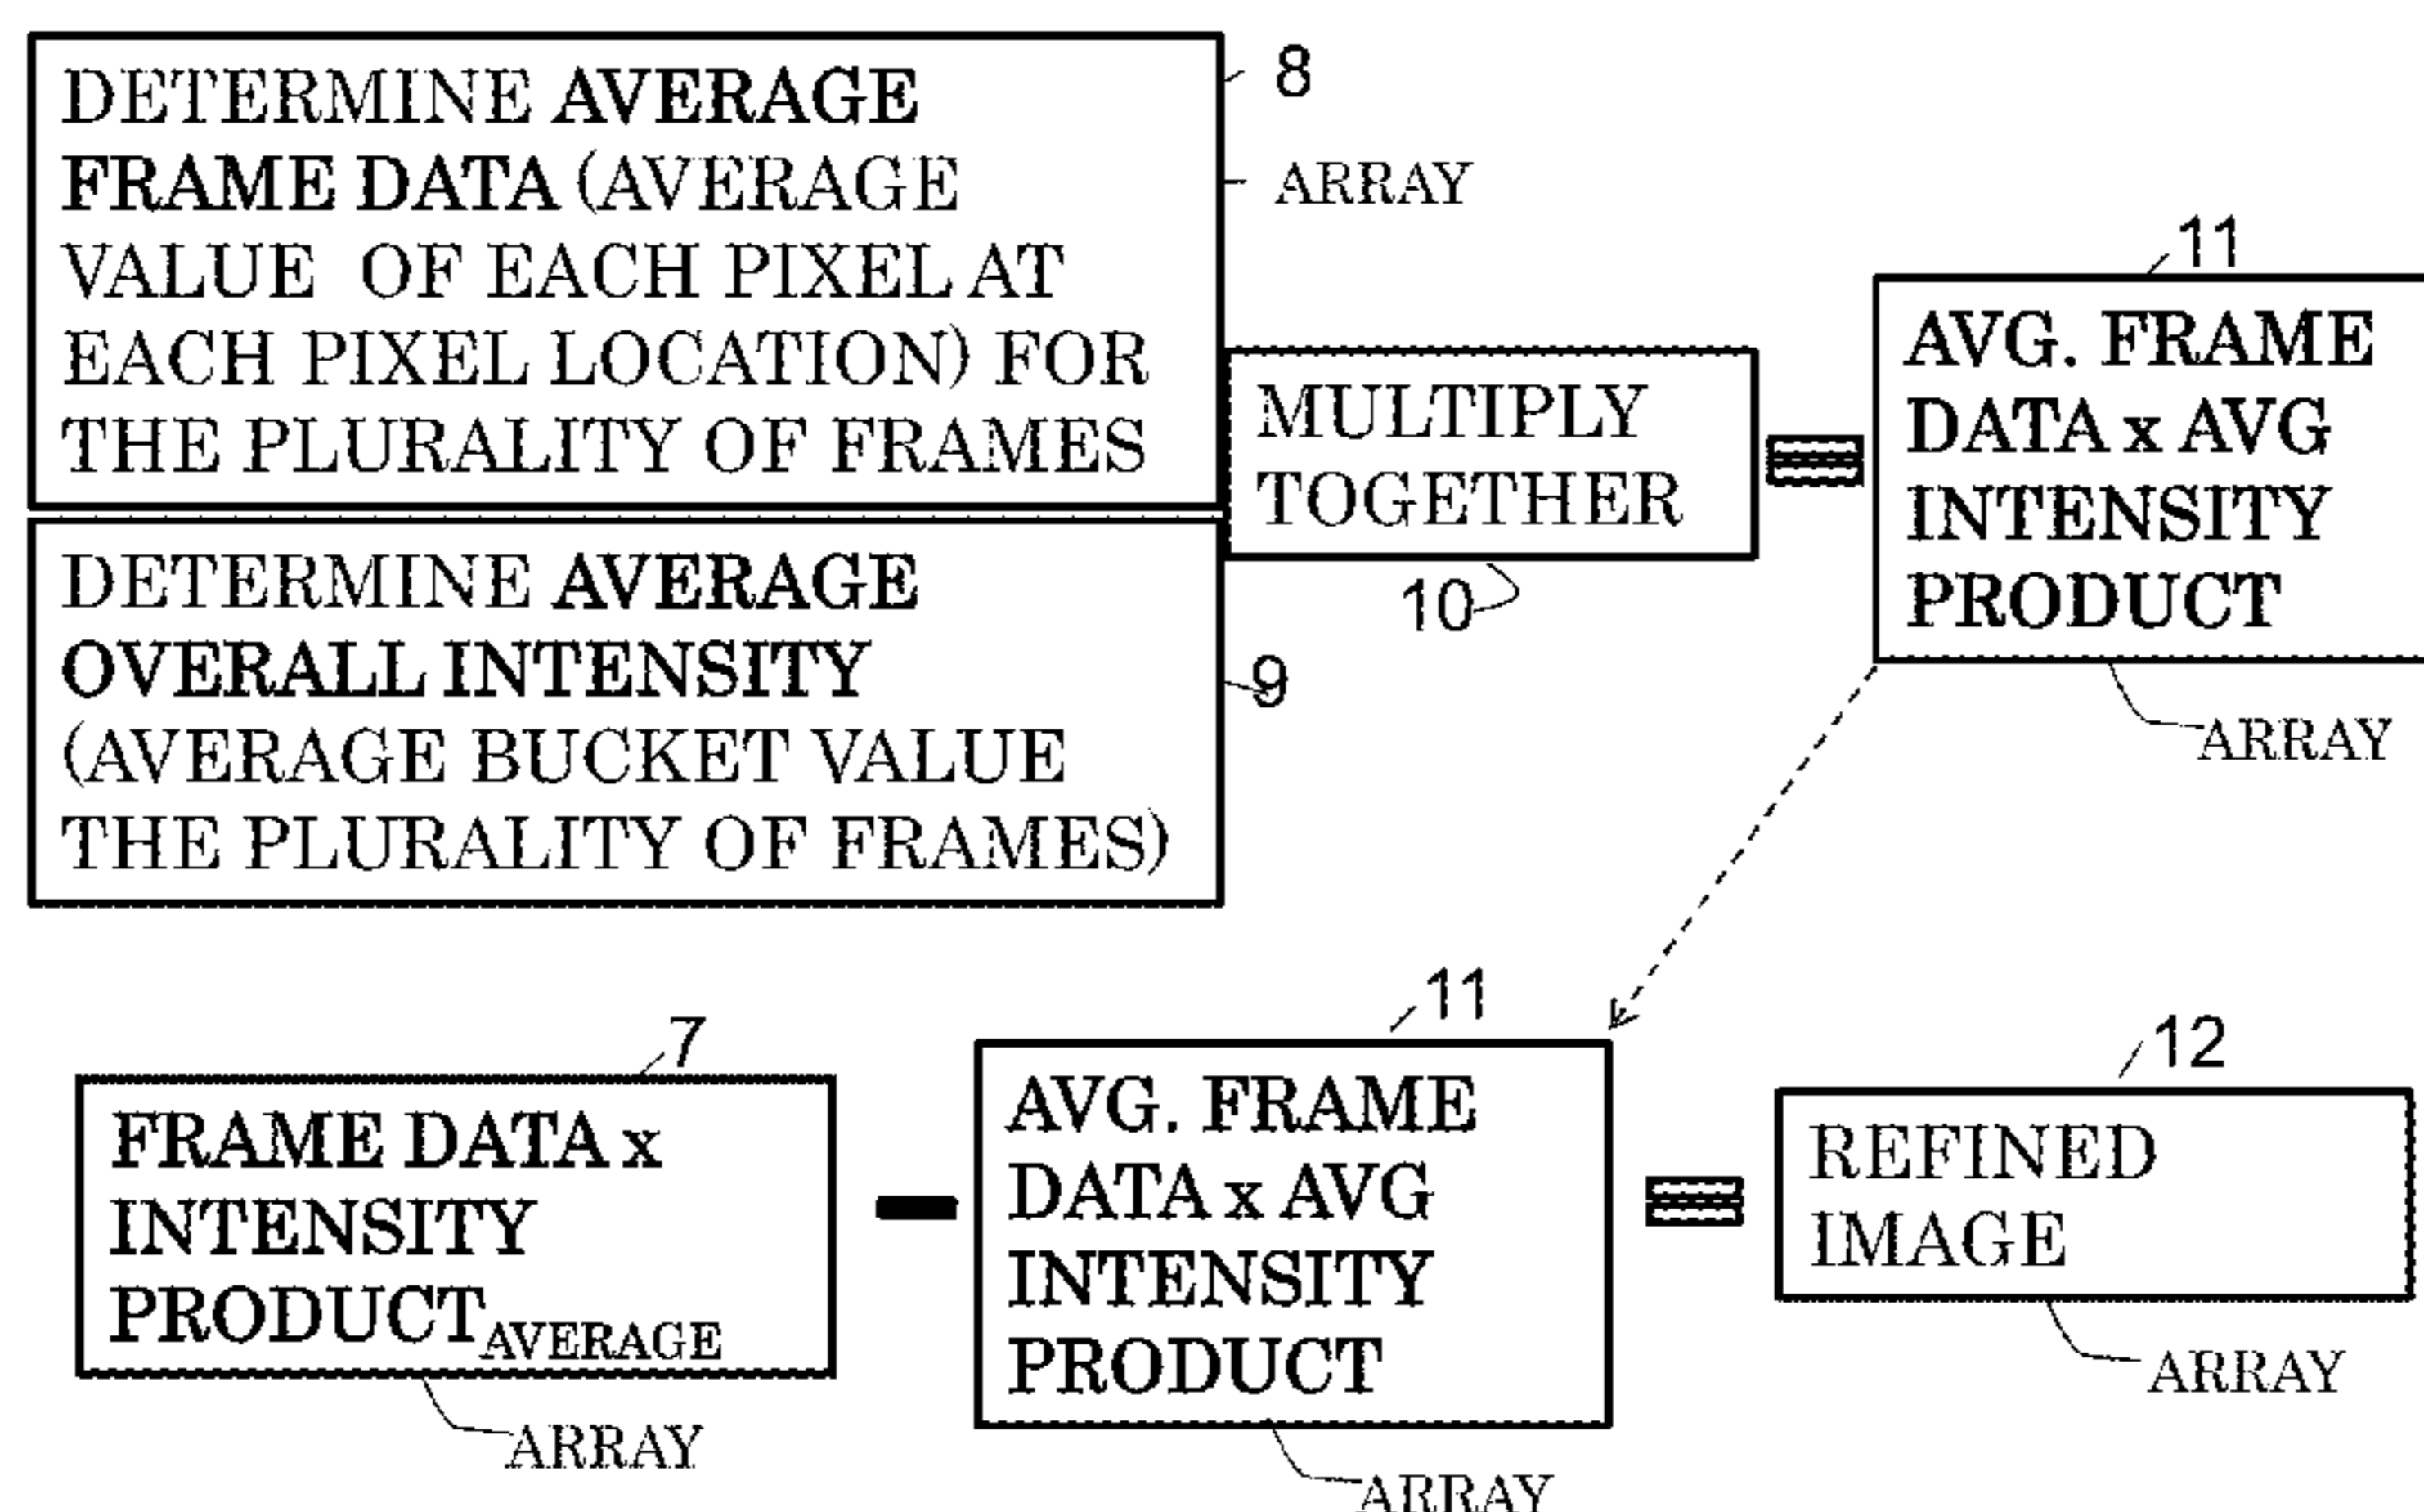 DETERMINE AVERAGE
FRAME DATA (AVERAGE
VALUE OF EACH PIXEL AT
EACH PIXEL LOCATION) FOR
THE PLURALITY OF FRAMES
8
ARRAY
DETERMINE AVERAGE
OVERALL INTENSITY
(AVERAGE BUCKET VALUE
THE PLURALITY OF FRAMES)
9
MULTIPLY
TOGETHER
10
11
AVG. FRAME
DATA x AVG
INTENSITY
PRODUCT
ARRAY
7
FRAME DATA x
INTENSITY
PRODUCT AVERAGE
ARRAY
11
AVG. FRAME
DATA x AVG
INTENSITY
PRODUCT
ARRAY
12
REFINED
IMAGE
ARRAY